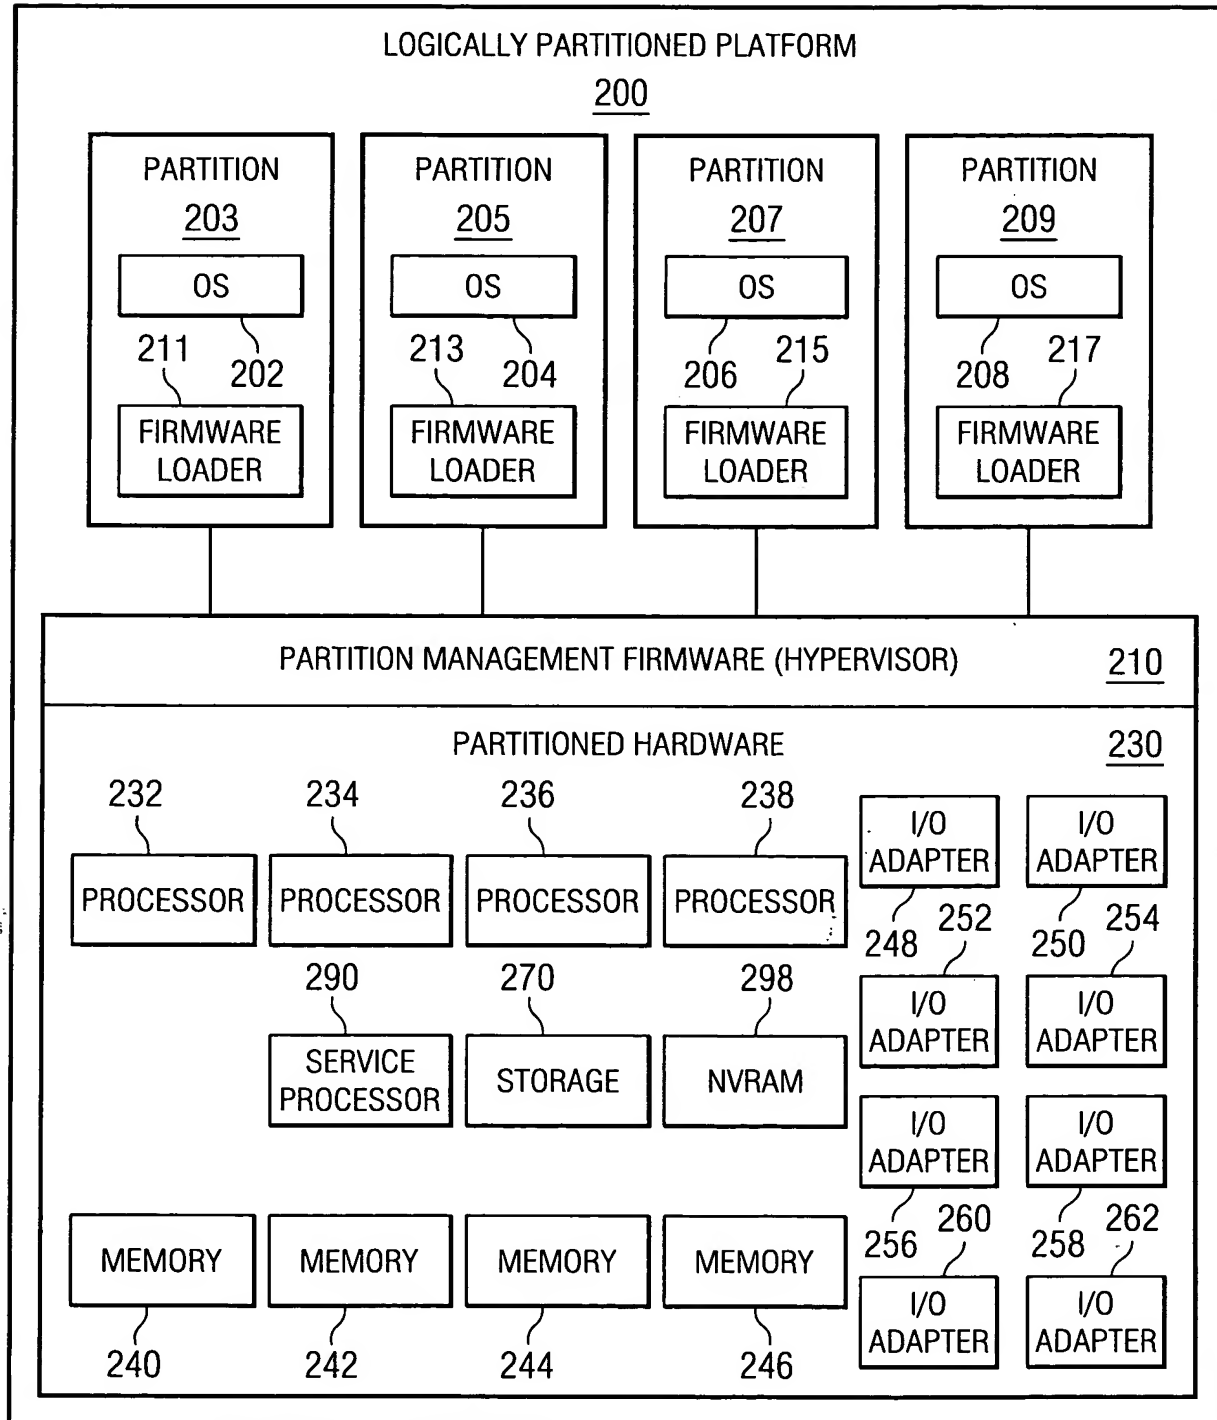 LOGICALLY PARTITIONED PLATFORM
200
PARTITION PARTITION PARTITION PARTITION
203 205 207 209
OS OS OS OS
211 202 213 204 206 215 208 217
FIRMWARE LOADER FIRMWARE LOADER FIRMWARE LOADER FIRMWARE LOADER
PARTITION MANAGEMENT FIRMWARE (HYPERVISOR) 210
PARTITIONED HARDWARE 230
232 234 236 238
PROCESSOR PROCESSOR PROCESSOR PROCESSOR
290 270 298
SERVICE PROCESSOR STORAGE NVRAM
MEMORY MEMORY MEMORY MEMORY
240 242 244 246
I/O ADAPTER I/O ADAPTER
248 252 250 254
I/O ADAPTER I/O ADAPTER
I/O ADAPTER I/O ADAPTER
256 260 258 262
I/O ADAPTER I/O ADAPTER